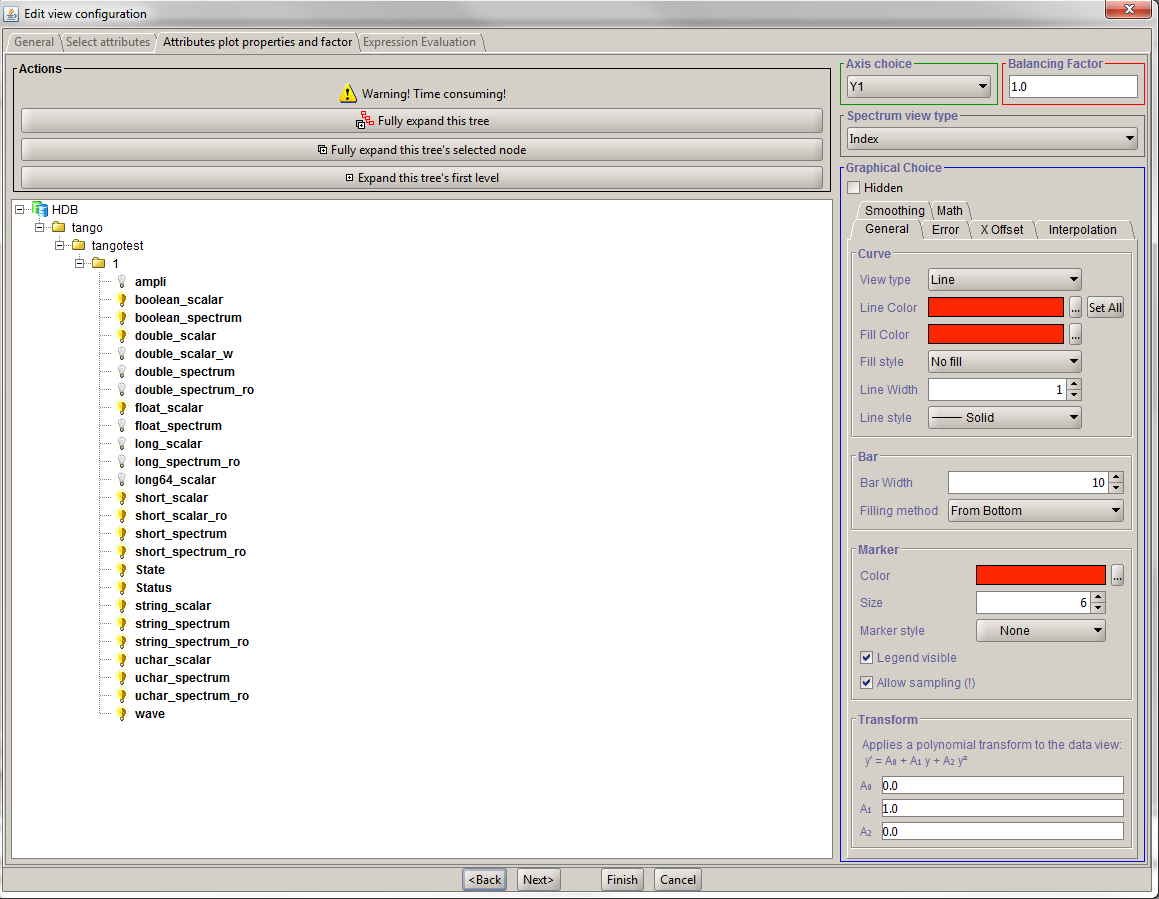 Edit view configuration
General Select attributes Attributes plot properties and factor Expression Evaluation
Actions
Warning! Time consuming!
Fully expand this tree
Fully expand this tree's selected node
Expand this tree's first level
HDB
tango
tangotest
1
ampli
boolean_scalar
boolean_spectrum
double_scalar
double_scalar_w
double_spectrum
double_spectrum_ro
float_scalar
float_spectrum
long_scalar
long_spectrum_ro
long64_scalar
short_scalar
short_scalar_ro
short_spectrum
short_spectrum_ro
State
Status
string_scalar
string_spectrum
string_spectrum_ro
uchar_scalar
uchar_spectrum
uchar_spectrum_ro
wave
Axis choice
Y1
Balancing Factor
1.0
Spectrum view type
Index
Graphical Choice
Hidden
Smoothing Math
General Error X Offset Interpolation
Curve
View type Line
Line Color ... Set All
Fill Color ...
Fill style No fill
Line Width 1
Line style Solid
Bar
Bar Width 10
Filling method From Bottom
Marker
Color ...
Size 6
Marker style None
Legend visible
Allow sampling (!)
Transform
Applies a polynomial transform to the data view:
y' = A₀ + A₁ y + A₂ y²
A₀ 0.0
A₁ 1.0
A₂ 0.0
<Back Next> Finish Cancel